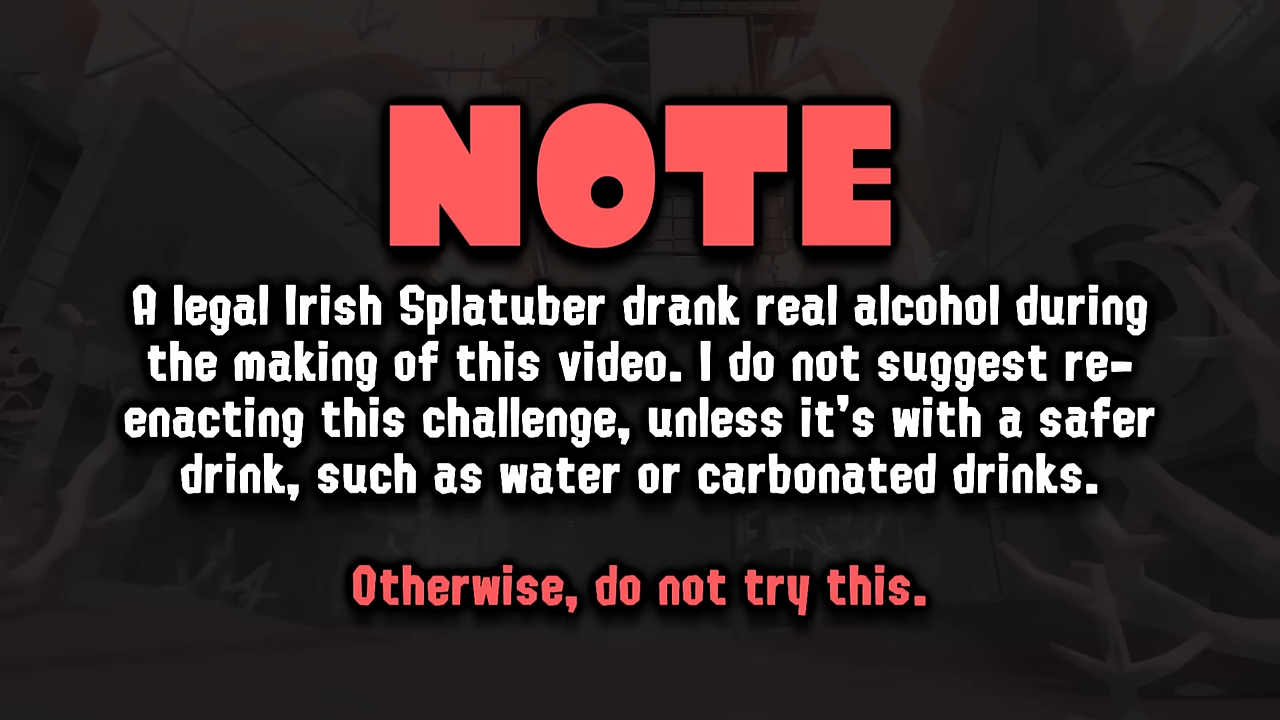 NOTE
A legal Irish Splatuber drank real alcohol during
the making of this video. I do not suggest re-
enacting this challenge, unless it's with a safer
drink, such as water or carbonated drinks.
Otherwise, do not try this.